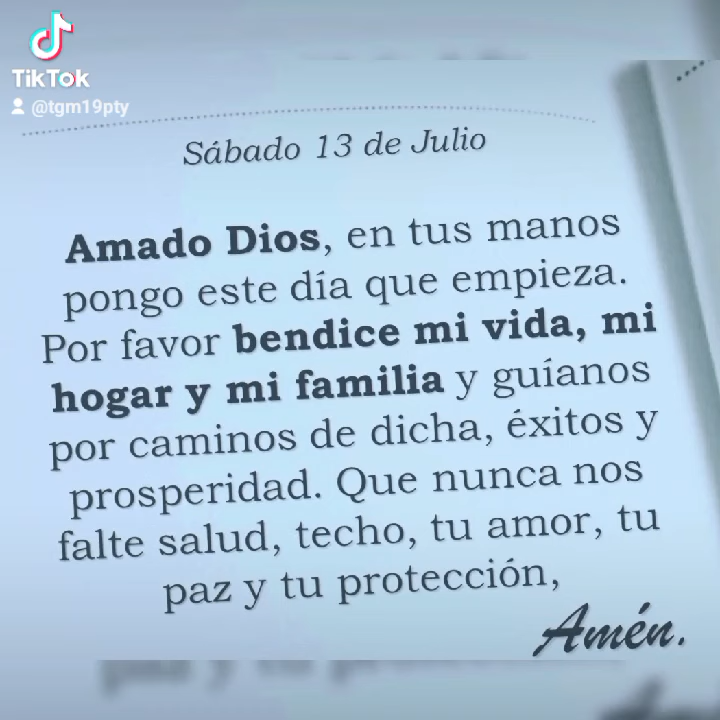 TikTok
@tgm19pty
Sábado 13 de Julio
Amado Dios, en tus manos
pongo este día que empieza.
Por favor bendice mi vida, mi
hogar y mi familia y guíanos
por caminos de dicha, éxitos y
prosperidad. Que nunca nos
falte salud, techo, tu amor, tu
paz y tu protección,
Amén.